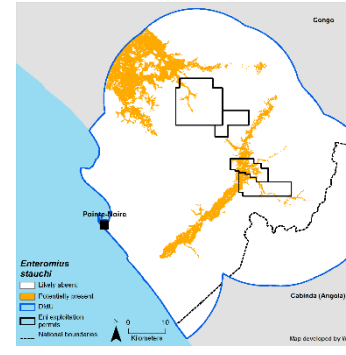 Congo
Pointe-Noire
Enteromius
stauchi
Likely absent
Potentially present
DMU
Eni exploitation
permits
National boundaries
0
10
Kilometers
Cabinda (Angola)
Map developed by W